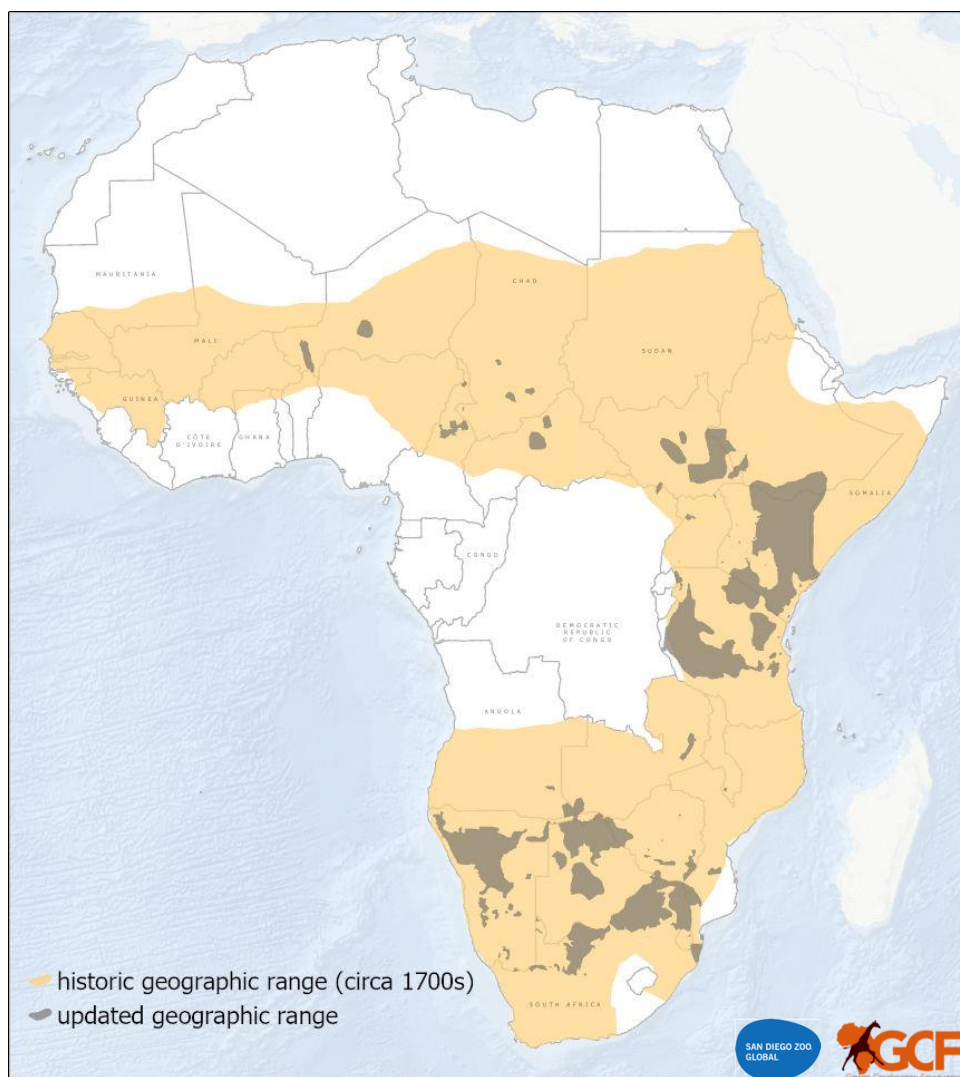 MAURITANIA
CHAD
MALI
SUDAN
GUINEA
CÔTE
D'IVOIRE
GHANA
SOMALIA
CONGO
DEMOCRATIC
REPUBLIC
OF CONGO
ANGOLA
historic geographic range (circa 1700s)
updated geographic range
SOUTH AFRICA
SAN DIEGO ZOO
GLOBAL
GCF